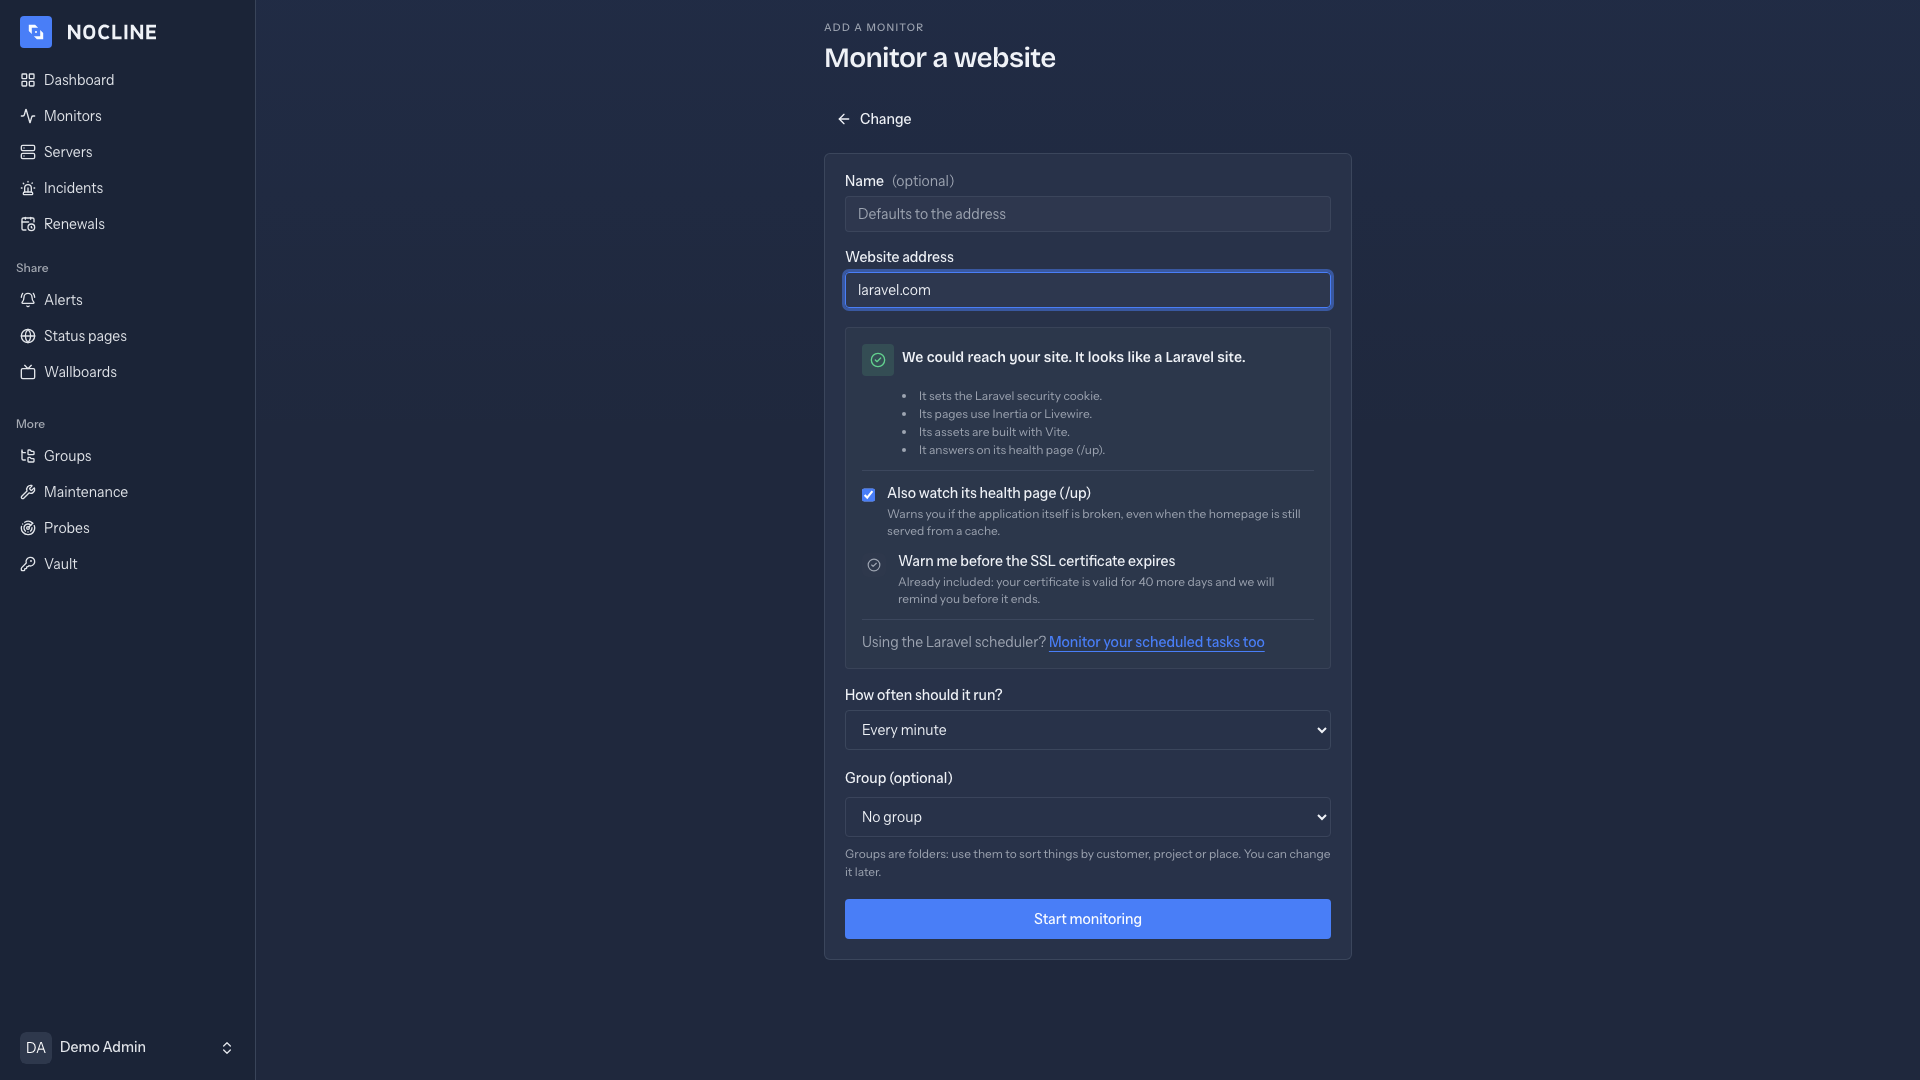 NOCLINE
Dashboard
Monitors
Servers
Incidents
Renewals
Share
Alerts
Status pages
Wallboards
More
Groups
Maintenance
Probes
Vault
DA Demo Admin
ADD A MONITOR
Monitor a website
Change
Name (optional)
Defaults to the address
Website address
laravel.com
We could reach your site. It looks like a Laravel site.
It sets the Laravel security cookie.
Its pages use Inertia or Livewire.
Its assets are built with Vite.
It answers on its health page (/up).
Also watch its health page (/up)
Warns you if the application itself is broken, even when the homepage is still
served from a cache.
Warn me before the SSL certificate expires
Already included: your certificate is valid for 40 more days and we will
remind you before it ends.
Using the Laravel scheduler? Monitor your scheduled tasks too
How often should it run?
Every minute
Group (optional)
No group
Groups are folders: use them to sort things by customer, project or place. You can change
it later.
Start monitoring